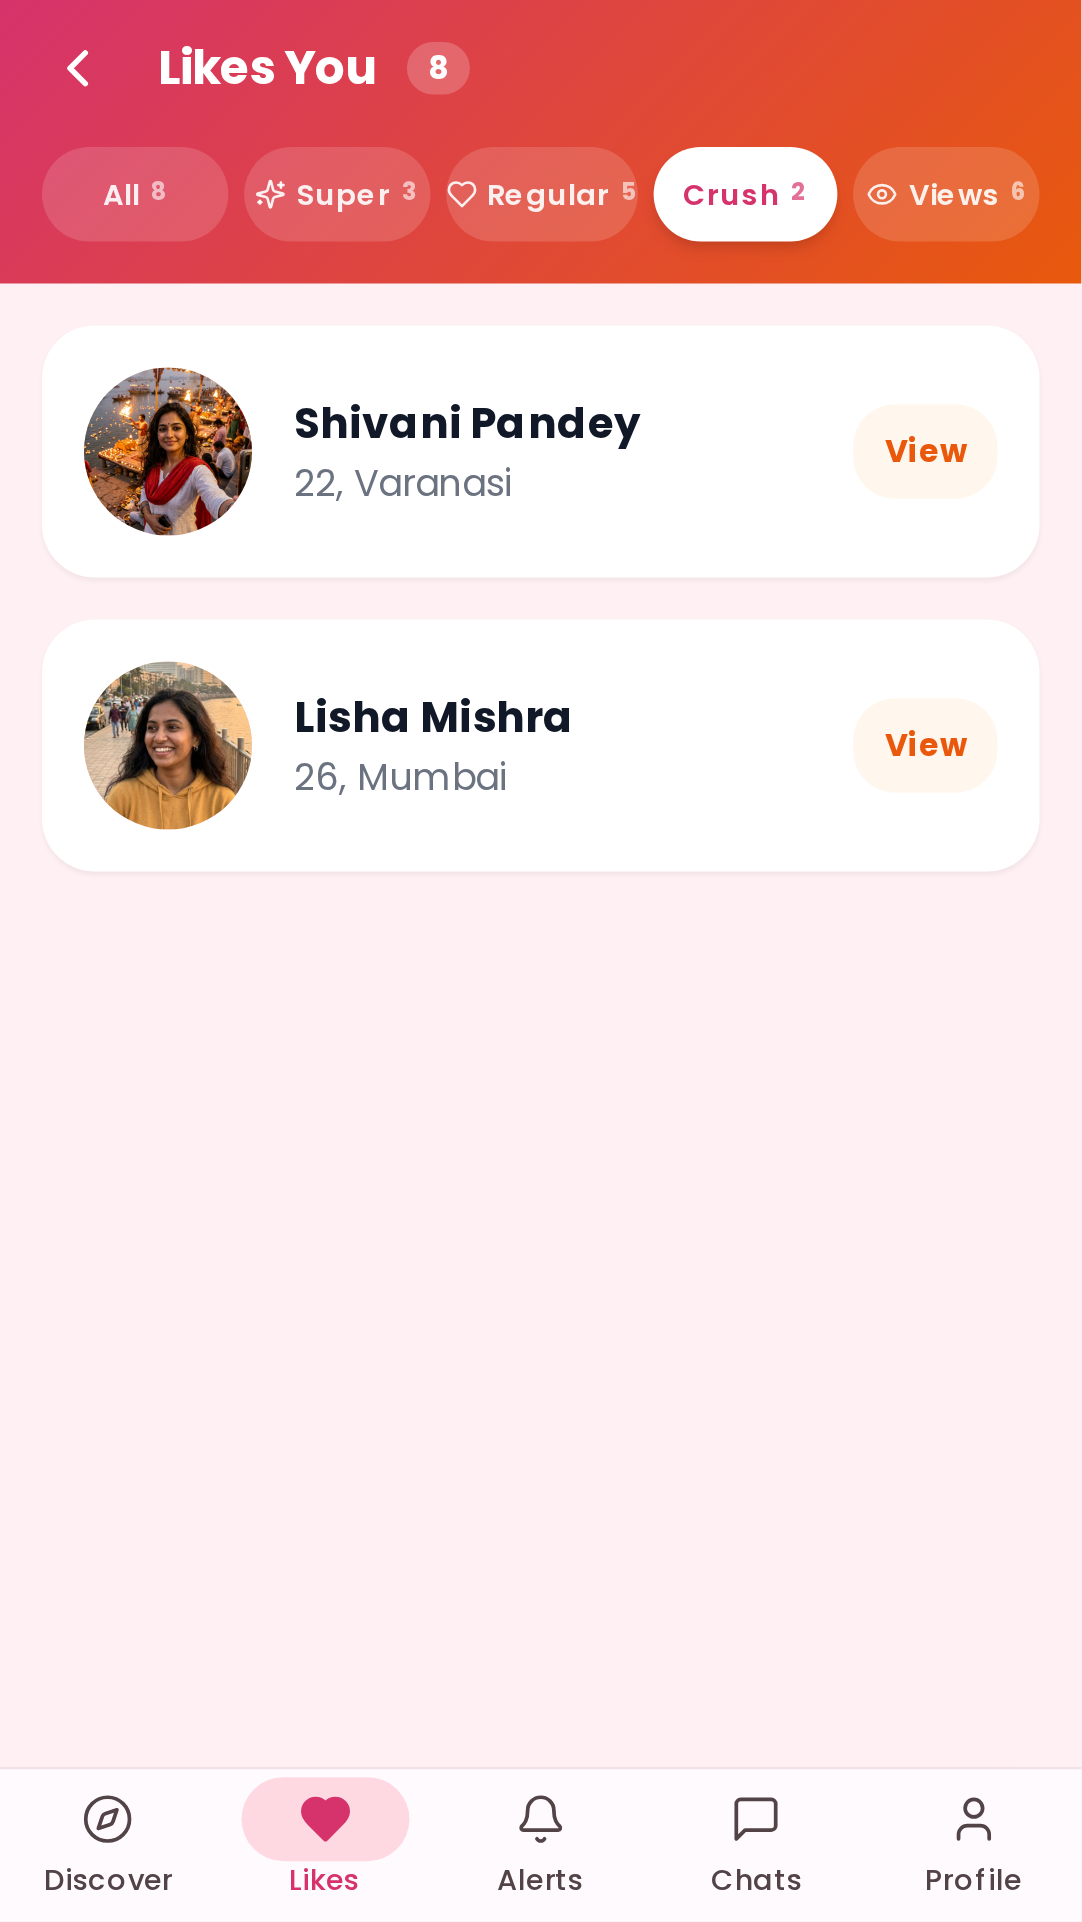 Likes You 8
All 8 Super 3 Regular 5 Crush 2 Views 6
Shivani Pandey
22, Varanasi
View
Lisha Mishra
26, Mumbai
View
Discover Likes Alerts Chats Profile